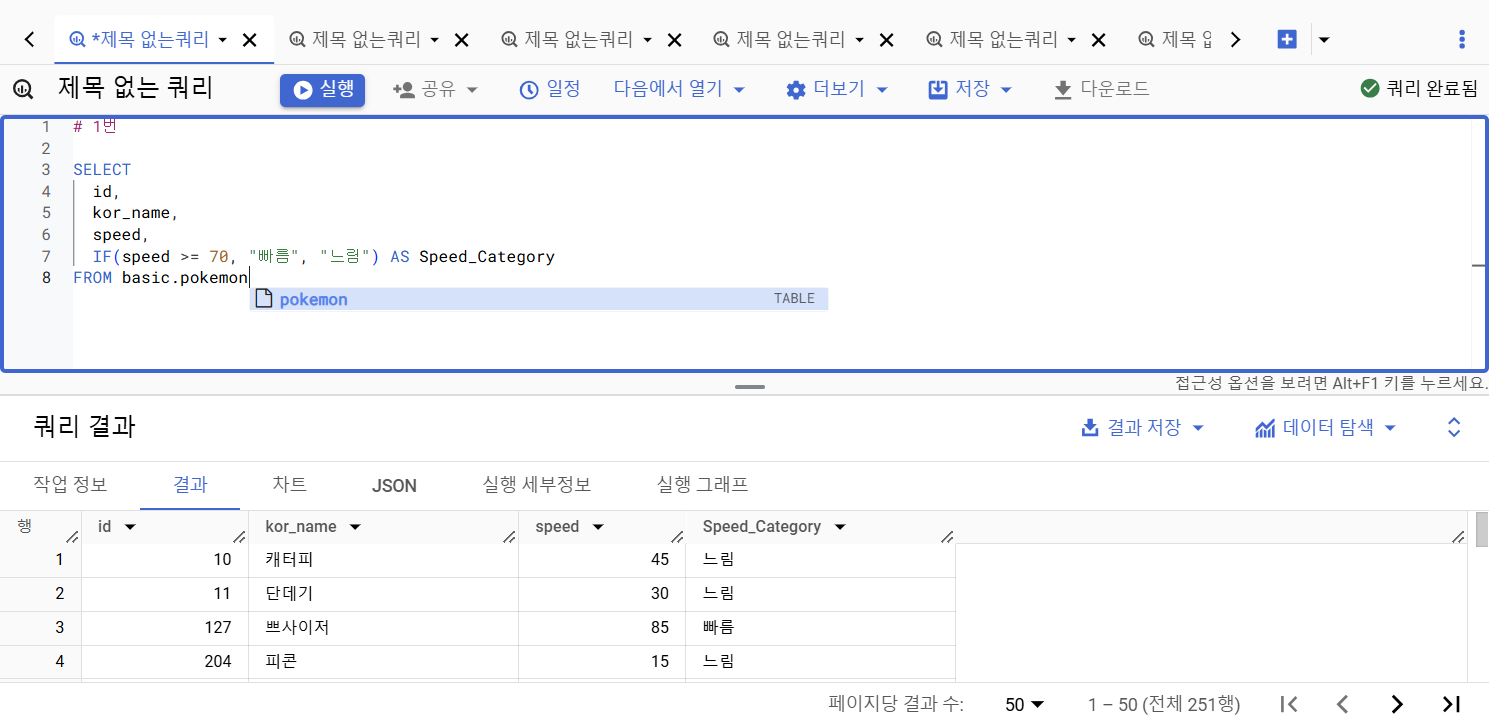 *제목 없는쿼리 제목 없는쿼리 제목 없는쿼리 제목 없는쿼리 제목 없는쿼리 제목
제목 없는 쿼리 실행 공유 일정 다음에서 열기 더보기 저장 다운로드 쿼리 완료됨
1 # 1번
2
3 SELECT
4 id,
5 kor_name,
6 speed,
7 IF(speed >= 70, "빠름", "느림") AS Speed_Category
8 FROM basic.pokemon
pokemon TABLE
접근성 옵션을 보려면 Alt+F1 키를 누르세요.
쿼리 결과 결과 저장 데이터 탐색
작업 정보 결과 차트 JSON 실행 세부정보 실행 그래프
행 id kor_name speed Speed_Category
1 10 캐터피 45 느림
2 11 단데기 30 느림
3 127 쁘사이저 85 빠름
4 204 피콘 15 느림
페이지당 결과 수: 50 1 – 50 (전체 251행)